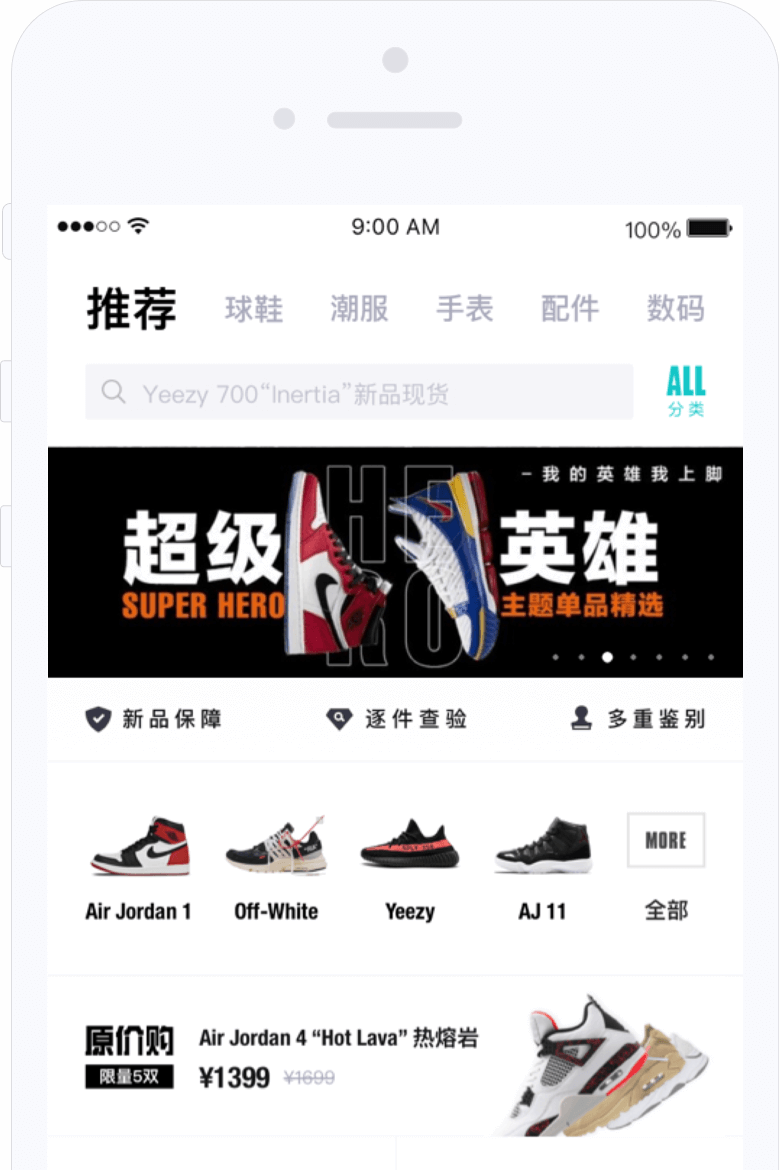 9:00 AM
100%
推荐 球鞋 潮服 手表 配件 数码
Yeezy 700“Inertia”新品现货
ALL
分类
–我的英雄我上脚
HERO
超级 英雄
SUPER HERO 主题单品精选
新品保障 逐件查验 多重鉴别
MORE
Air Jordan 1 Off-White Yeezy AJ 11 全部
原价购 Air Jordan 4 “Hot Lava” 热熔岩
限量5双 ¥1399 ¥1699